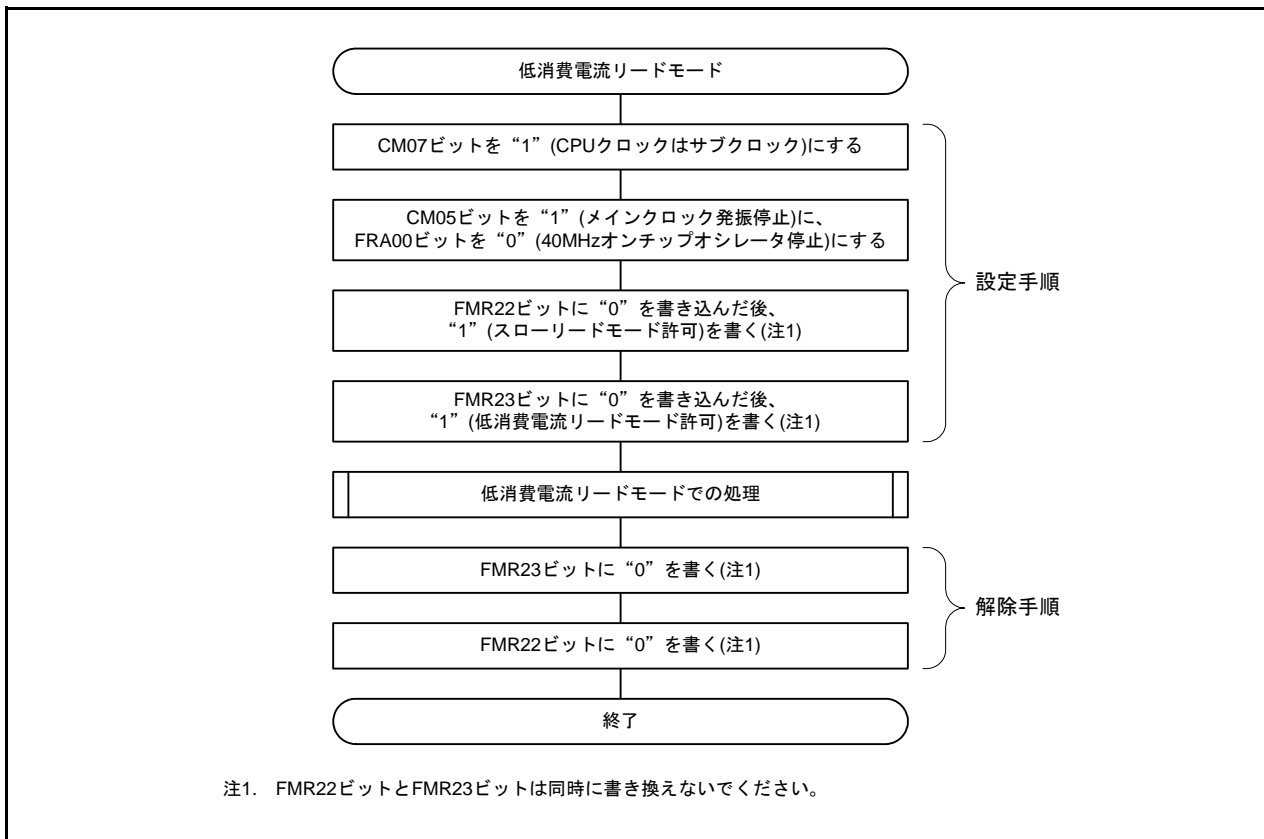 低消費電流リードモード
CM07ビットを“1”(CPUクロックはサブクロック)にする
CM05ビットを“1”(メインクロック発振停止)に、
FRA00ビットを“0”(40MHzオンチップオシレータ停止)にする
設定手順
FMR22ビットに“0”を書き込んだ後、
“1”(スローリードモード許可)を書く(注1)
FMR23ビットに“0”を書き込んだ後、
“1”(低消費電流リードモード許可)を書く(注1)
低消費電流リードモードでの処理
FMR23ビットに“0”を書く(注1)
解除手順
FMR22ビットに“0”を書く(注1)
終了
注1. FMR22ビットとFMR23ビットは同時に書き換えないでください。